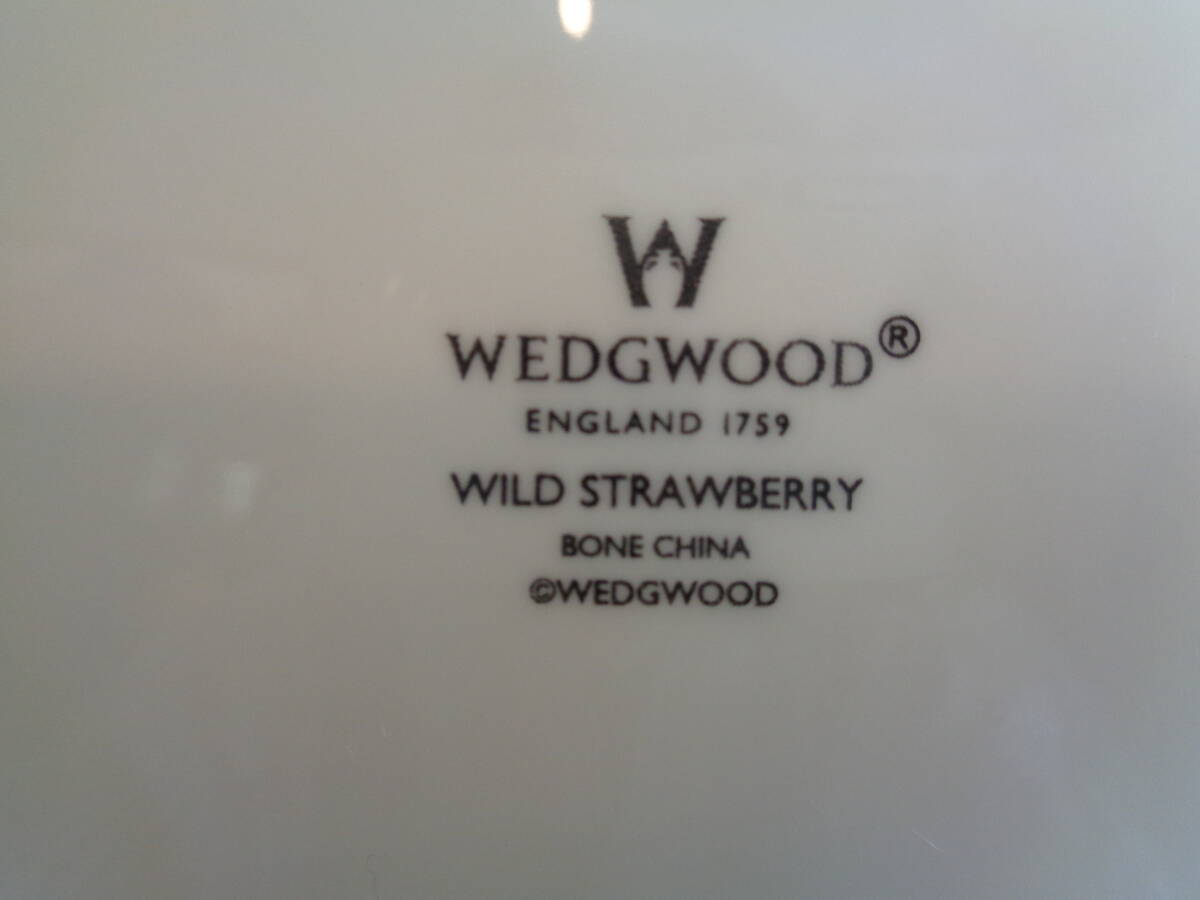 W
WEDGWOOD®
ENGLAND 1759
WILD STRAWBERRY
BONE CHINA
©WEDGWOOD